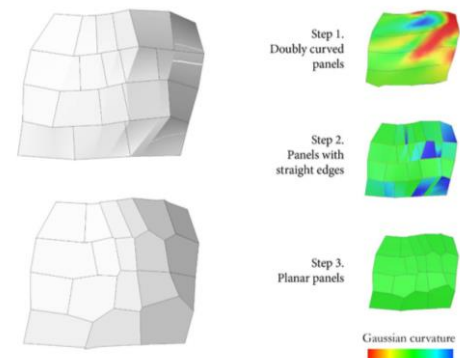 Step 1.
Doubly curved
panels
Step 2.
Panels with
straight edges
Step 3.
Planar panels
Gaussian curvature